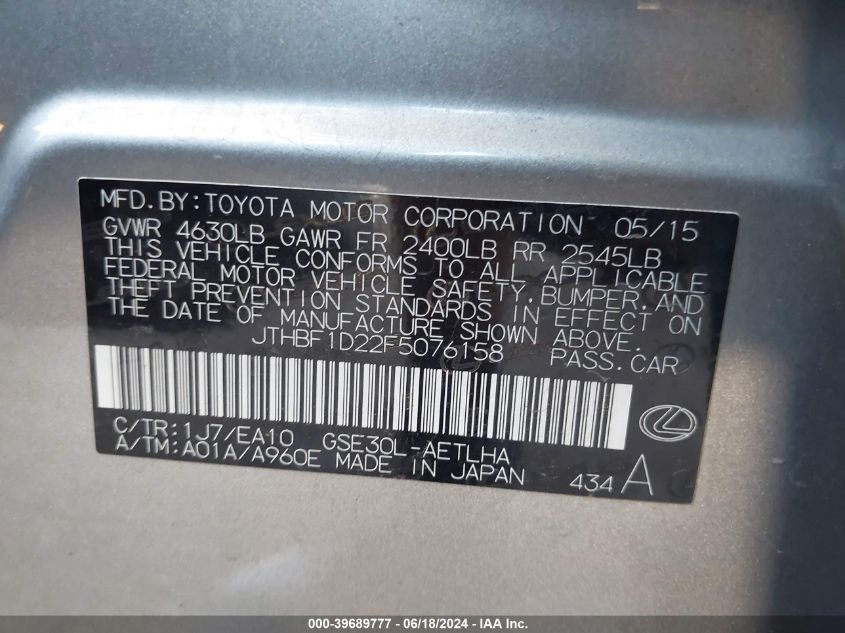 MFD.BY:TOYOTA MOTOR CORPORATION 05/15
GVWR 4630LB GAWR FR 2400LB RR 2545LB
THIS VEHICLE CONFORMS TO ALL APPLICABLE
FEDERAL MOTOR VEHICLE SAFETY,BUMPER,AND
THEFT PREVENTION STANDARDS IN EFFECT ON
THE DATE OF MANUFACTURE SHOWN ABOVE.
JTHBF1D22F5076158 PASS.CAR
C/TR:1J7/EA10 GSE30L-AETLHA
A/TM:A01A/A960E MADE IN JAPAN 434 A
000-39689777 - 06/18/2024 - IAA Inc.